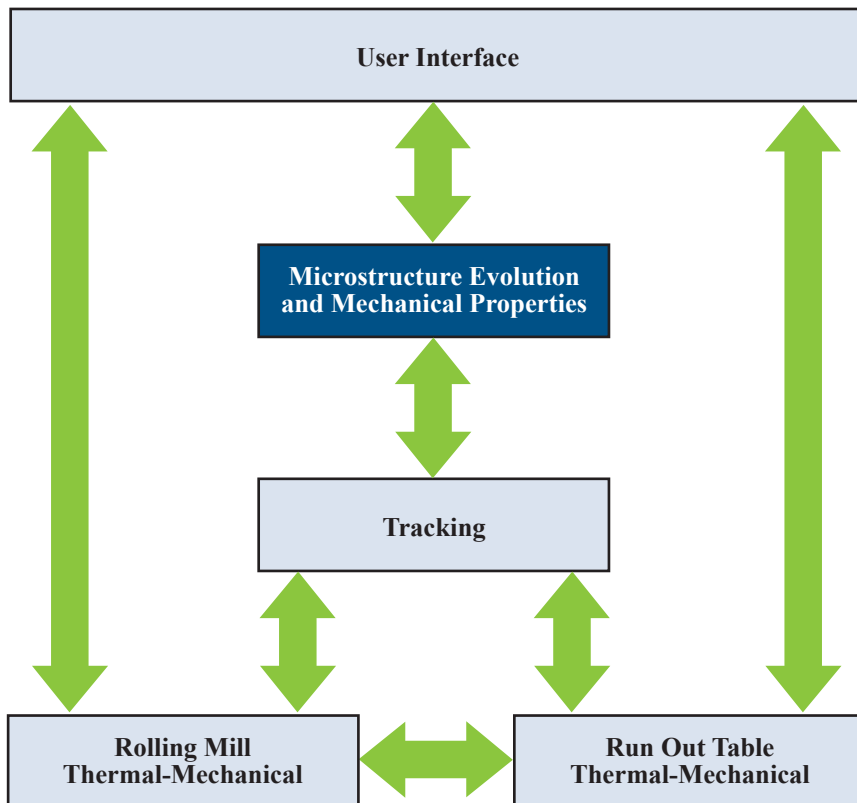 User Interface
Microstructure Evolution
and Mechanical Properties
Tracking
Rolling Mill
Thermal-Mechanical
Run Out Table
Thermal-Mechanical